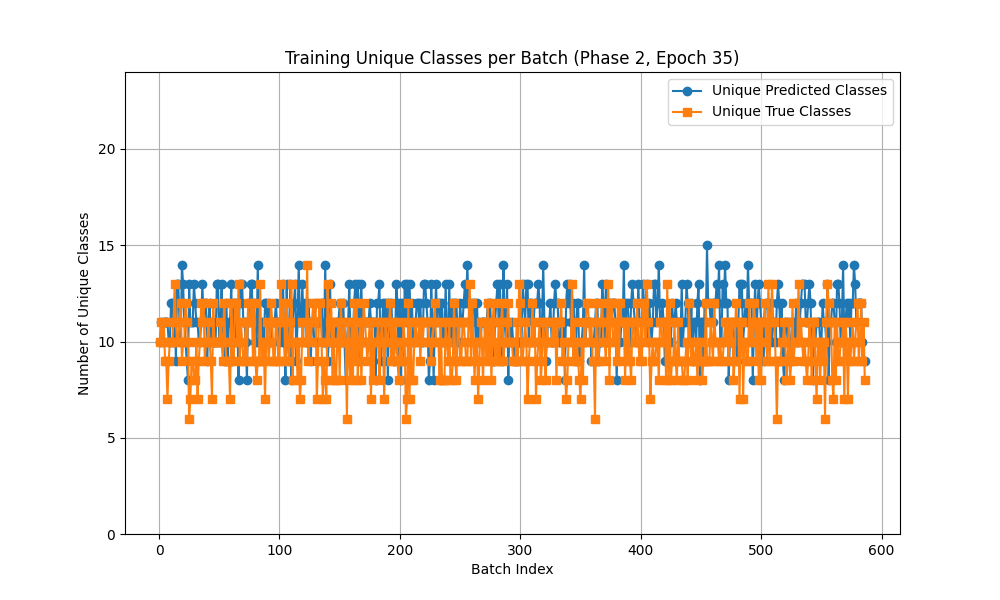 Training Unique Classes per Batch (Phase 2, Epoch 35)
Unique Predicted Classes
Unique True Classes
Number of Unique Classes
20
15
10
5
0
0 100 200 300 400 500 600
Batch Index